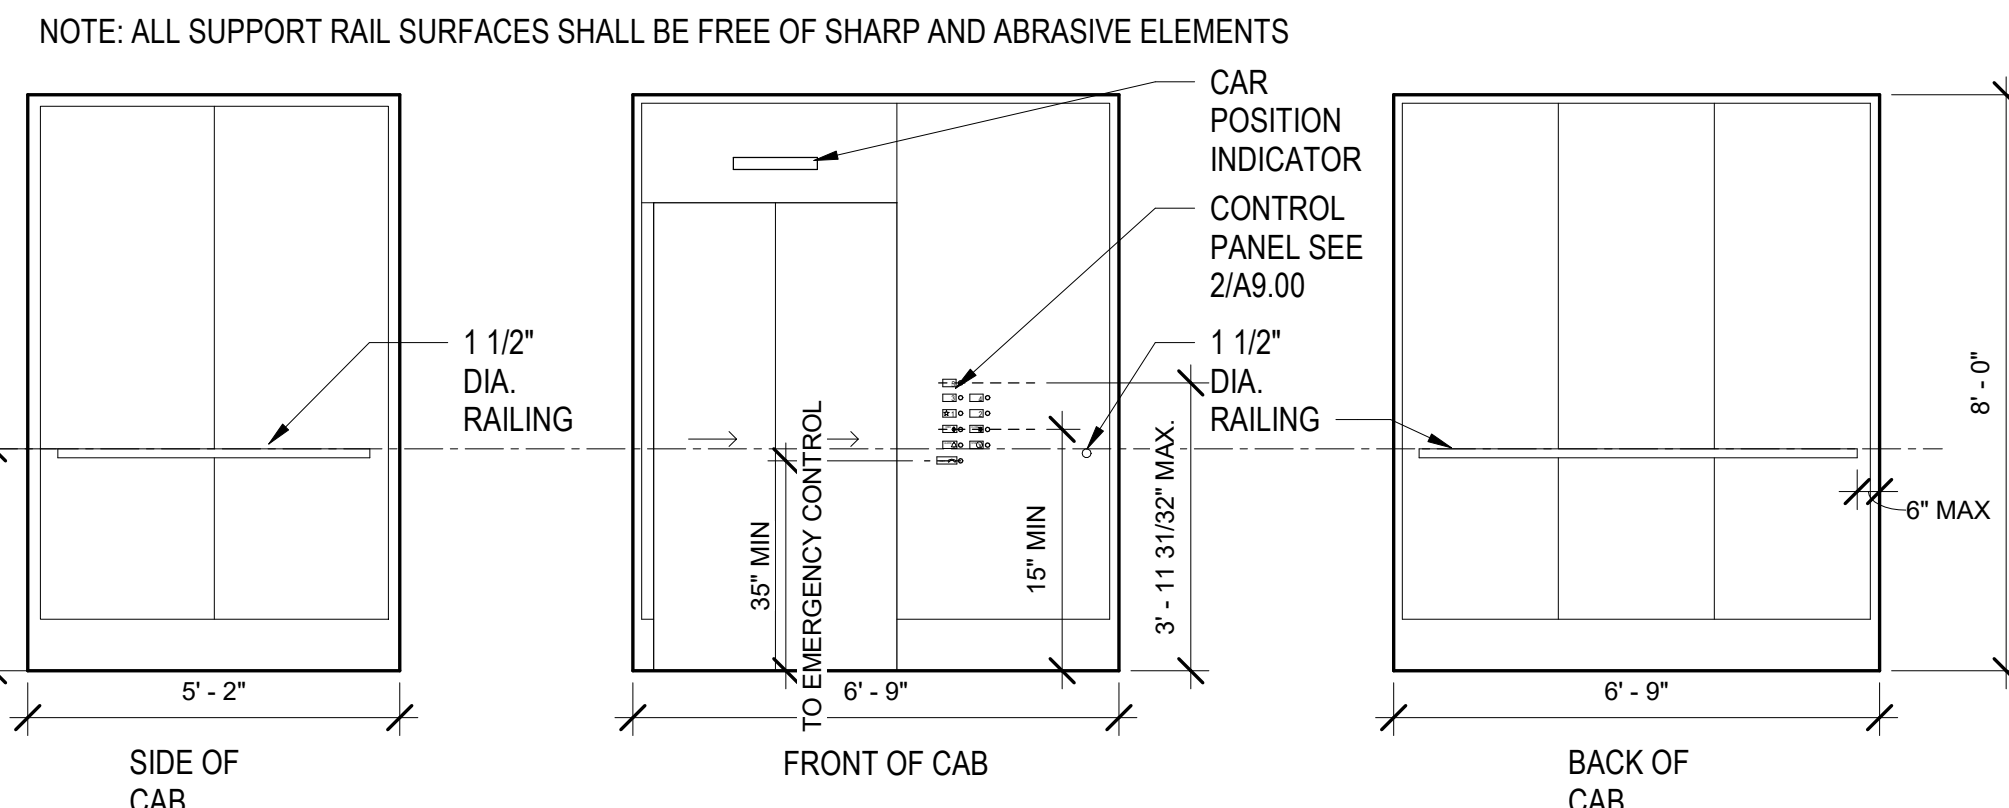 NOTE: ALL SUPPORT RAIL SURFACES SHALL BE FREE OF SHARP AND ABRASIVE ELEMENTS
CAR
POSITION
INDICATOR
CONTROL
PANEL SEE
2/A9.00
1 1/2"
DIA.
RAILING
1 1/2"
DIA.
RAILING
35" MIN
TO EMERGENCY CONTROL
15" MIN
3' - 11 31/32" MAX.
8' - 0"
6" MAX
5' - 2"
6' - 9"
6' - 9"
SIDE OF
CAB
FRONT OF CAB
BACK OF
CAB